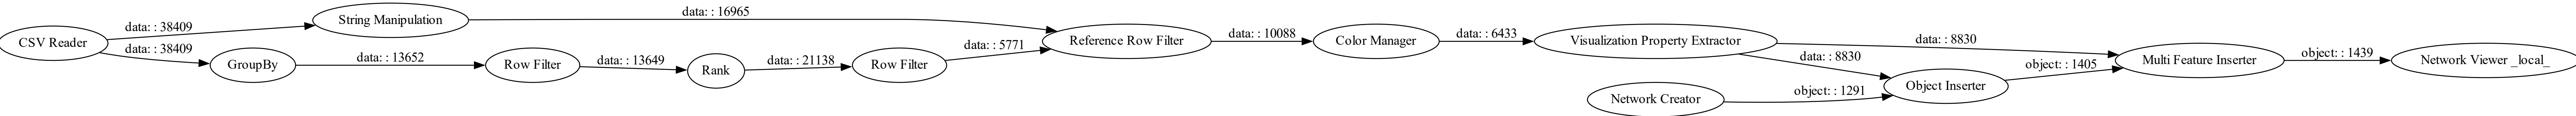 CSV Reader
data: : 38409
data: : 38409
String Manipulation
GroupBy
data: : 16965
data: : 13652
Row Filter
data: : 13649
Rank
data: : 21138
Row Filter
data: : 5771
Reference Row Filter
data: : 10088
Color Manager
data: : 6433
Visualization Property Extractor
Network Creator
data: : 8830
data: : 8830
object: : 1291
Object Inserter
object: : 1405
Multi Feature Inserter
object: : 1439
Network Viewer _local_